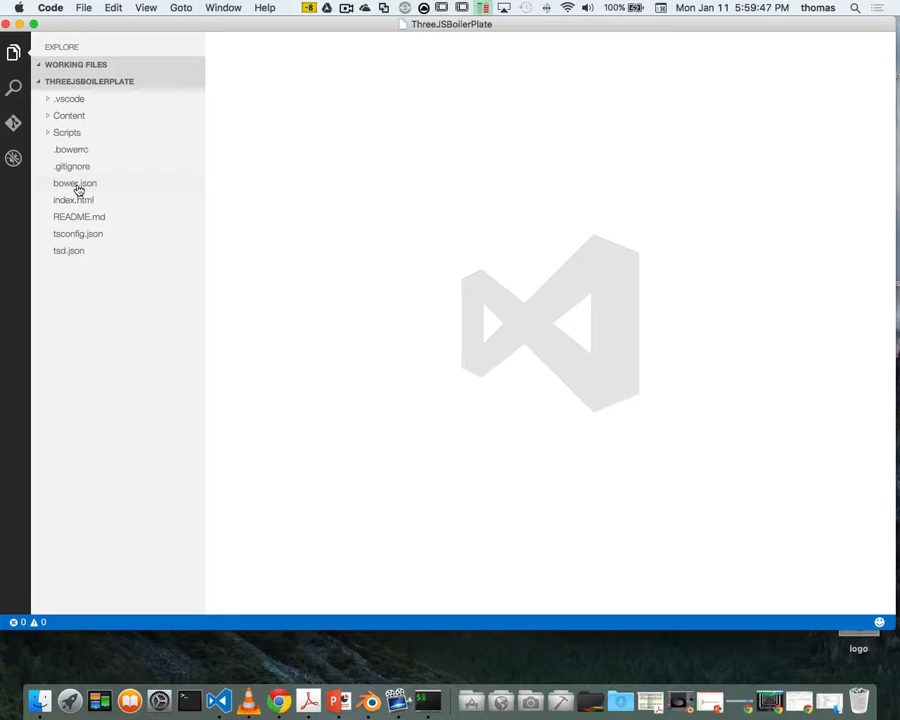 Code File Edit View Goto Window Help -8 100% Mon Jan 11 5:59:47 PM thomas
ThreeJSBoilerPlate
EXPLORE
WORKING FILES
THREEJSBOILERPLATE
.vscode
Content
Scripts
.bowerrc
.gitignore
bower.json
index.html
README.md
tsconfig.json
tsd.json
0 0
logo